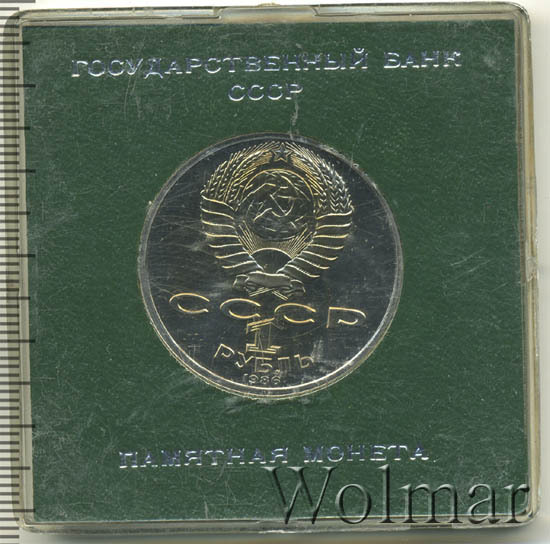 ГОСУДАРСТВЕННЫЙ БАНК
СССР
СССР
1
РУБЛЬ
1986
ПАМЯТНАЯ МОНЕТА
Wolmar